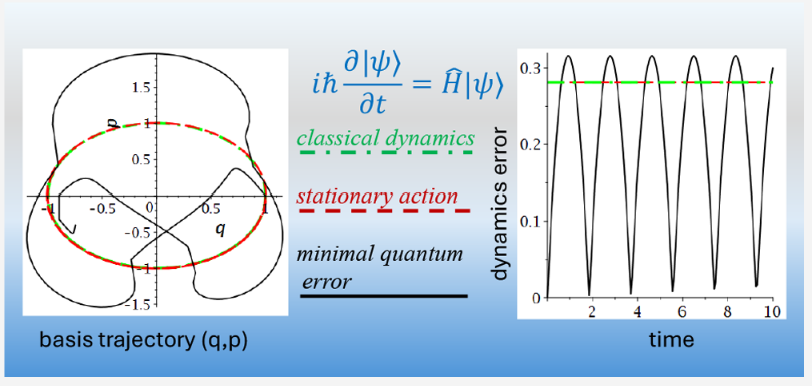 1.5
p
1
0.5
-1 -0.5 0 0.5 1
q
-0.5
-1
-1.5
basis trajectory (q,p)
iℏ ∂|ψ⟩/∂t = Ĥ|ψ⟩
classical dynamics
stationary action
minimal quantum
error
dynamics error
0.3
0.2
0.1
0
2 4 6 8 10
time